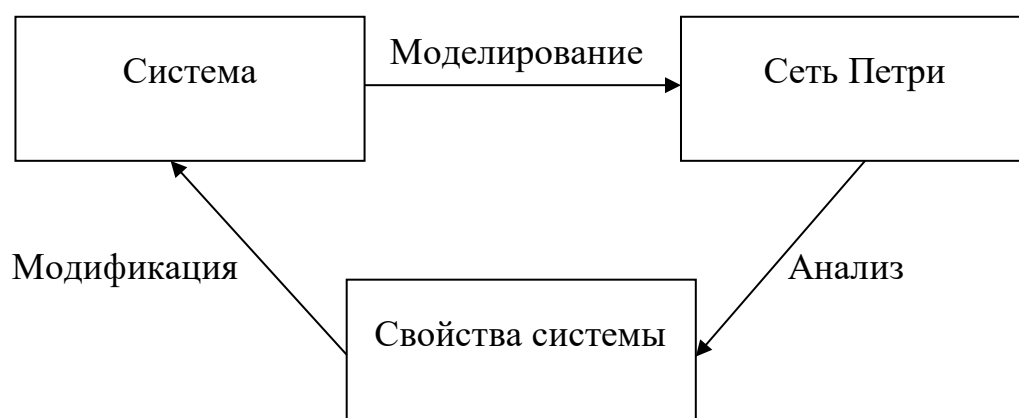 Система
Моделирование
Сеть Петри
Модификация
Анализ
Свойства системы